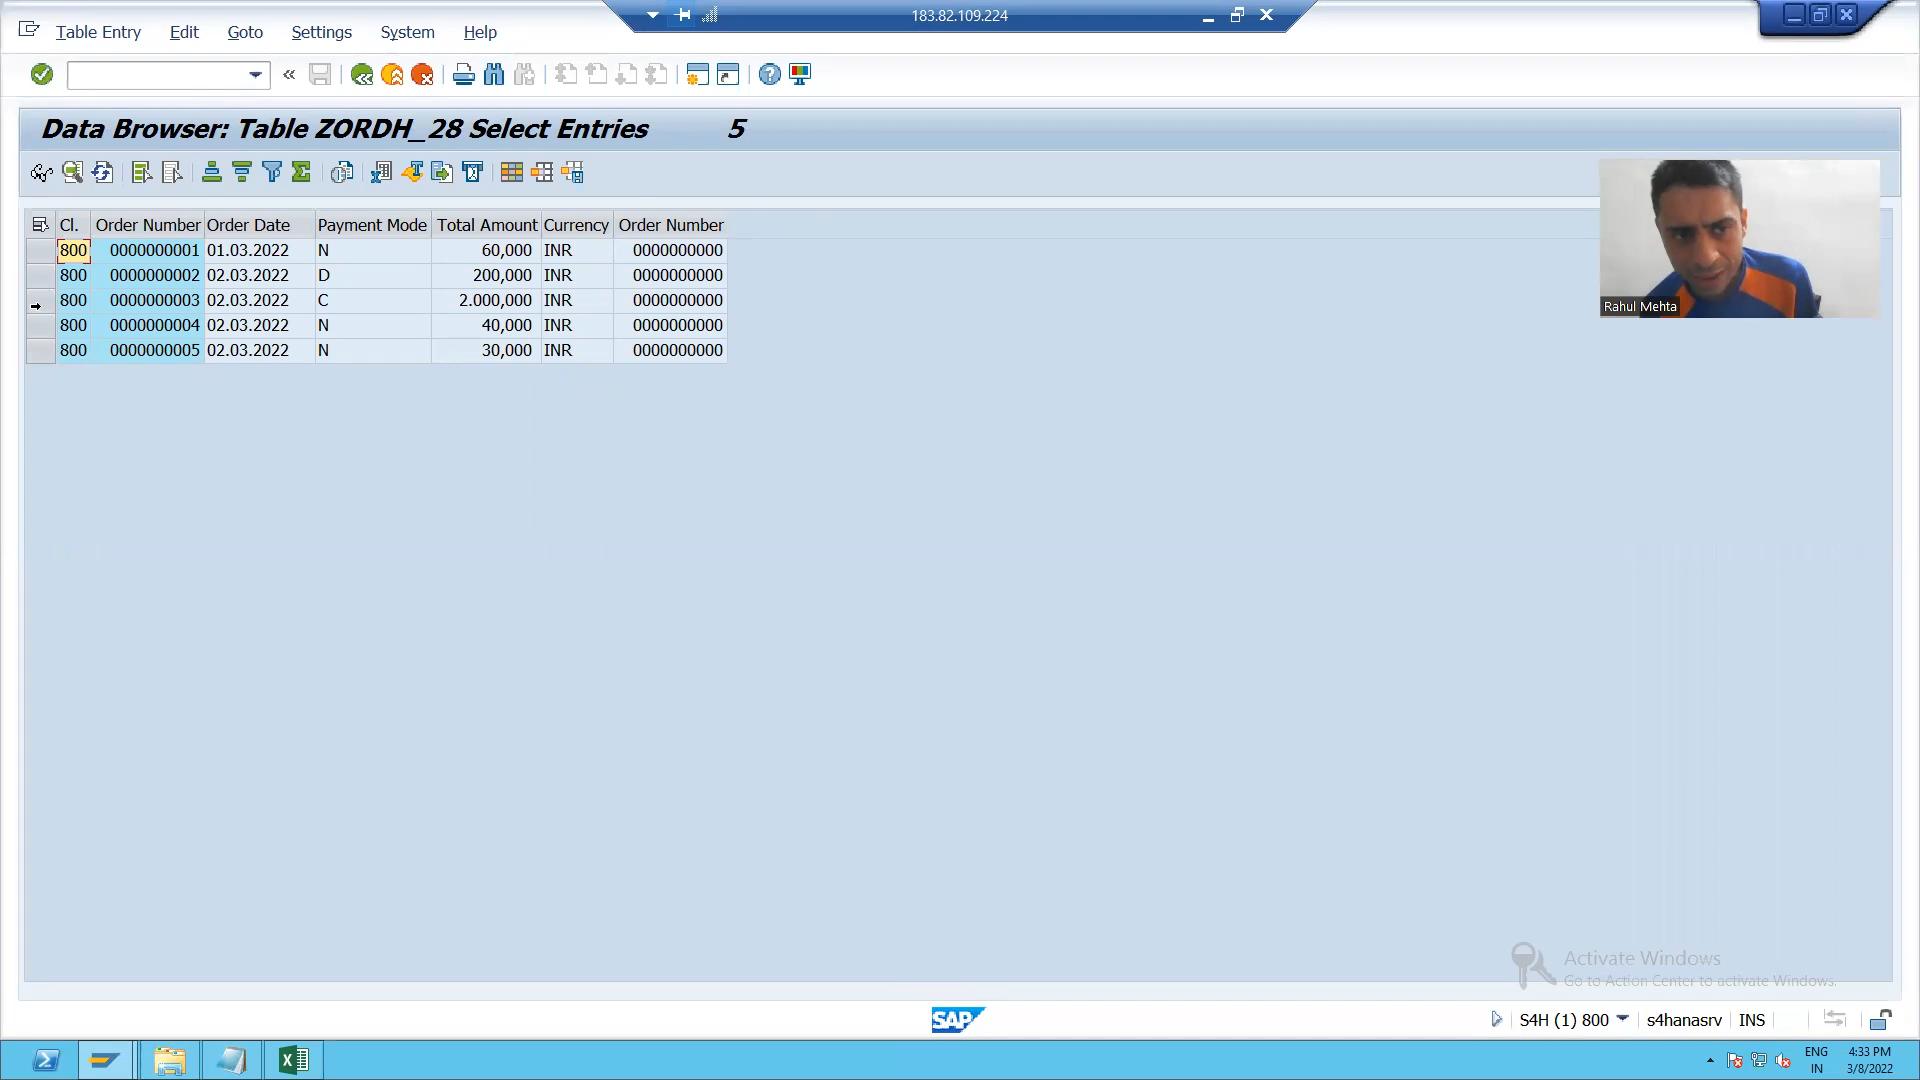 183.82.109.224
Table Entry Edit Goto Settings System Help
Data Browser: Table ZORDH_28 Select Entries 5
Cl. Order Number Order Date Payment Mode Total Amount Currency Order Number
800 0000000001 01.03.2022 N 60,000 INR 0000000000
800 0000000002 02.03.2022 D 200,000 INR 0000000000
800 0000000003 02.03.2022 C 2.000,000 INR 0000000000
800 0000000004 02.03.2022 N 40,000 INR 0000000000
800 0000000005 02.03.2022 N 30,000 INR 0000000000
Rahul Mehta
Activate Windows
Go to Action Center to activate Windows.
SAP
S4H (1) 800 s4hanasrv INS
ENG 4:33 PM
IN 3/8/2022